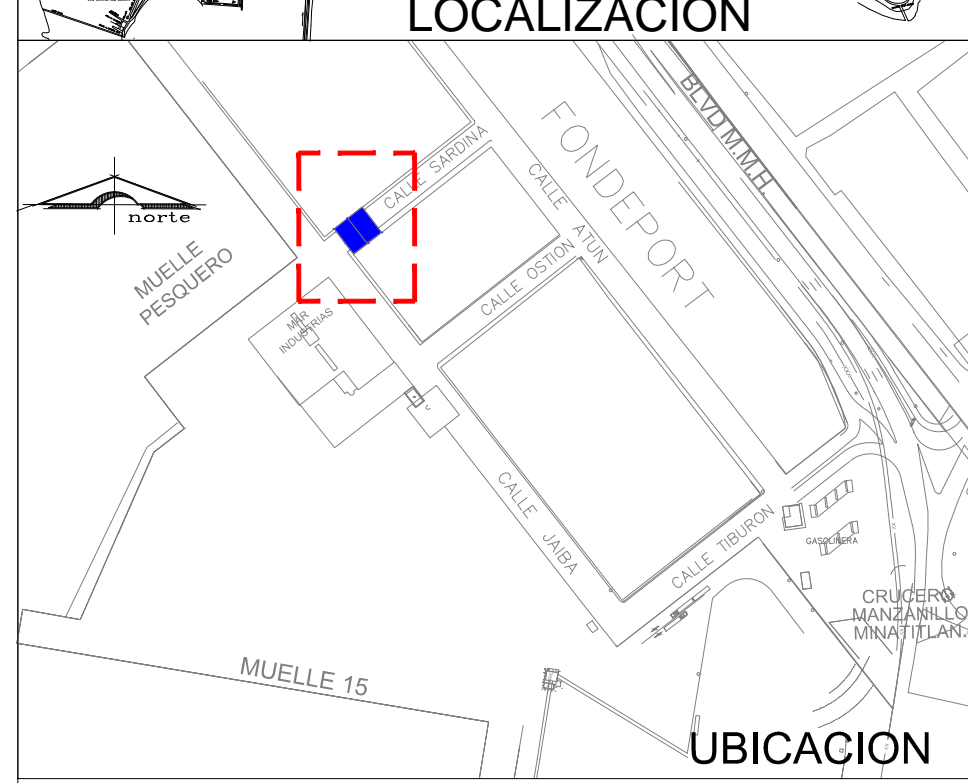 LOCALIZACION
BLVD M.M.H.
FONDEPORT
CALLE SARDINA
CALLE ATUN
norte
MUELLE
PESQUERO
CALLE OSTION
MAR
INDUSTRIAS
CALLE JAIBA
CALLE TIBURON
GASOLINERA
CRUCERO
MANZANILLO
MINATITLAN.
MUELLE 15
UBICACION